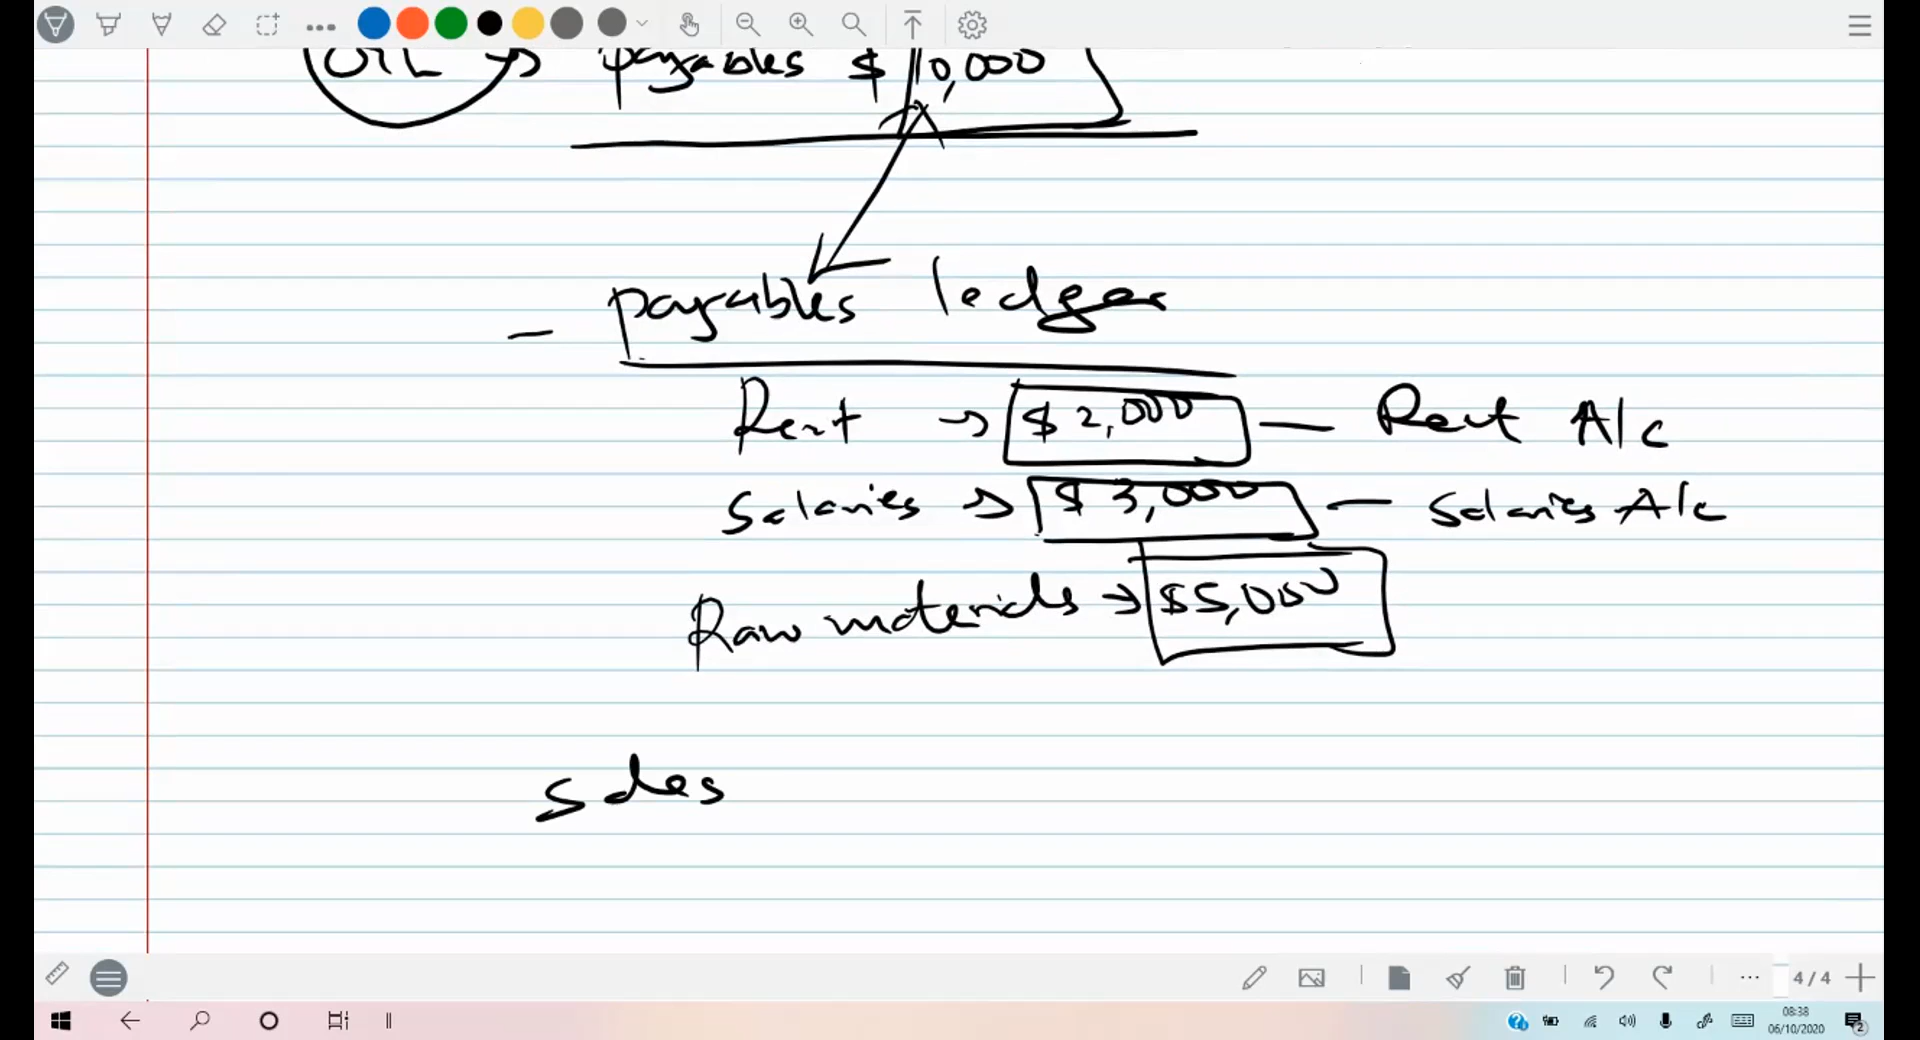 payables $ 10,000
- payables ledger
Rent → $ 2,000 — Rent A/c
Salaries → $ 3,000 — Salaries A/c
Raw materials → $5,000
sales
4 / 4
08:38
06/10/2020
2